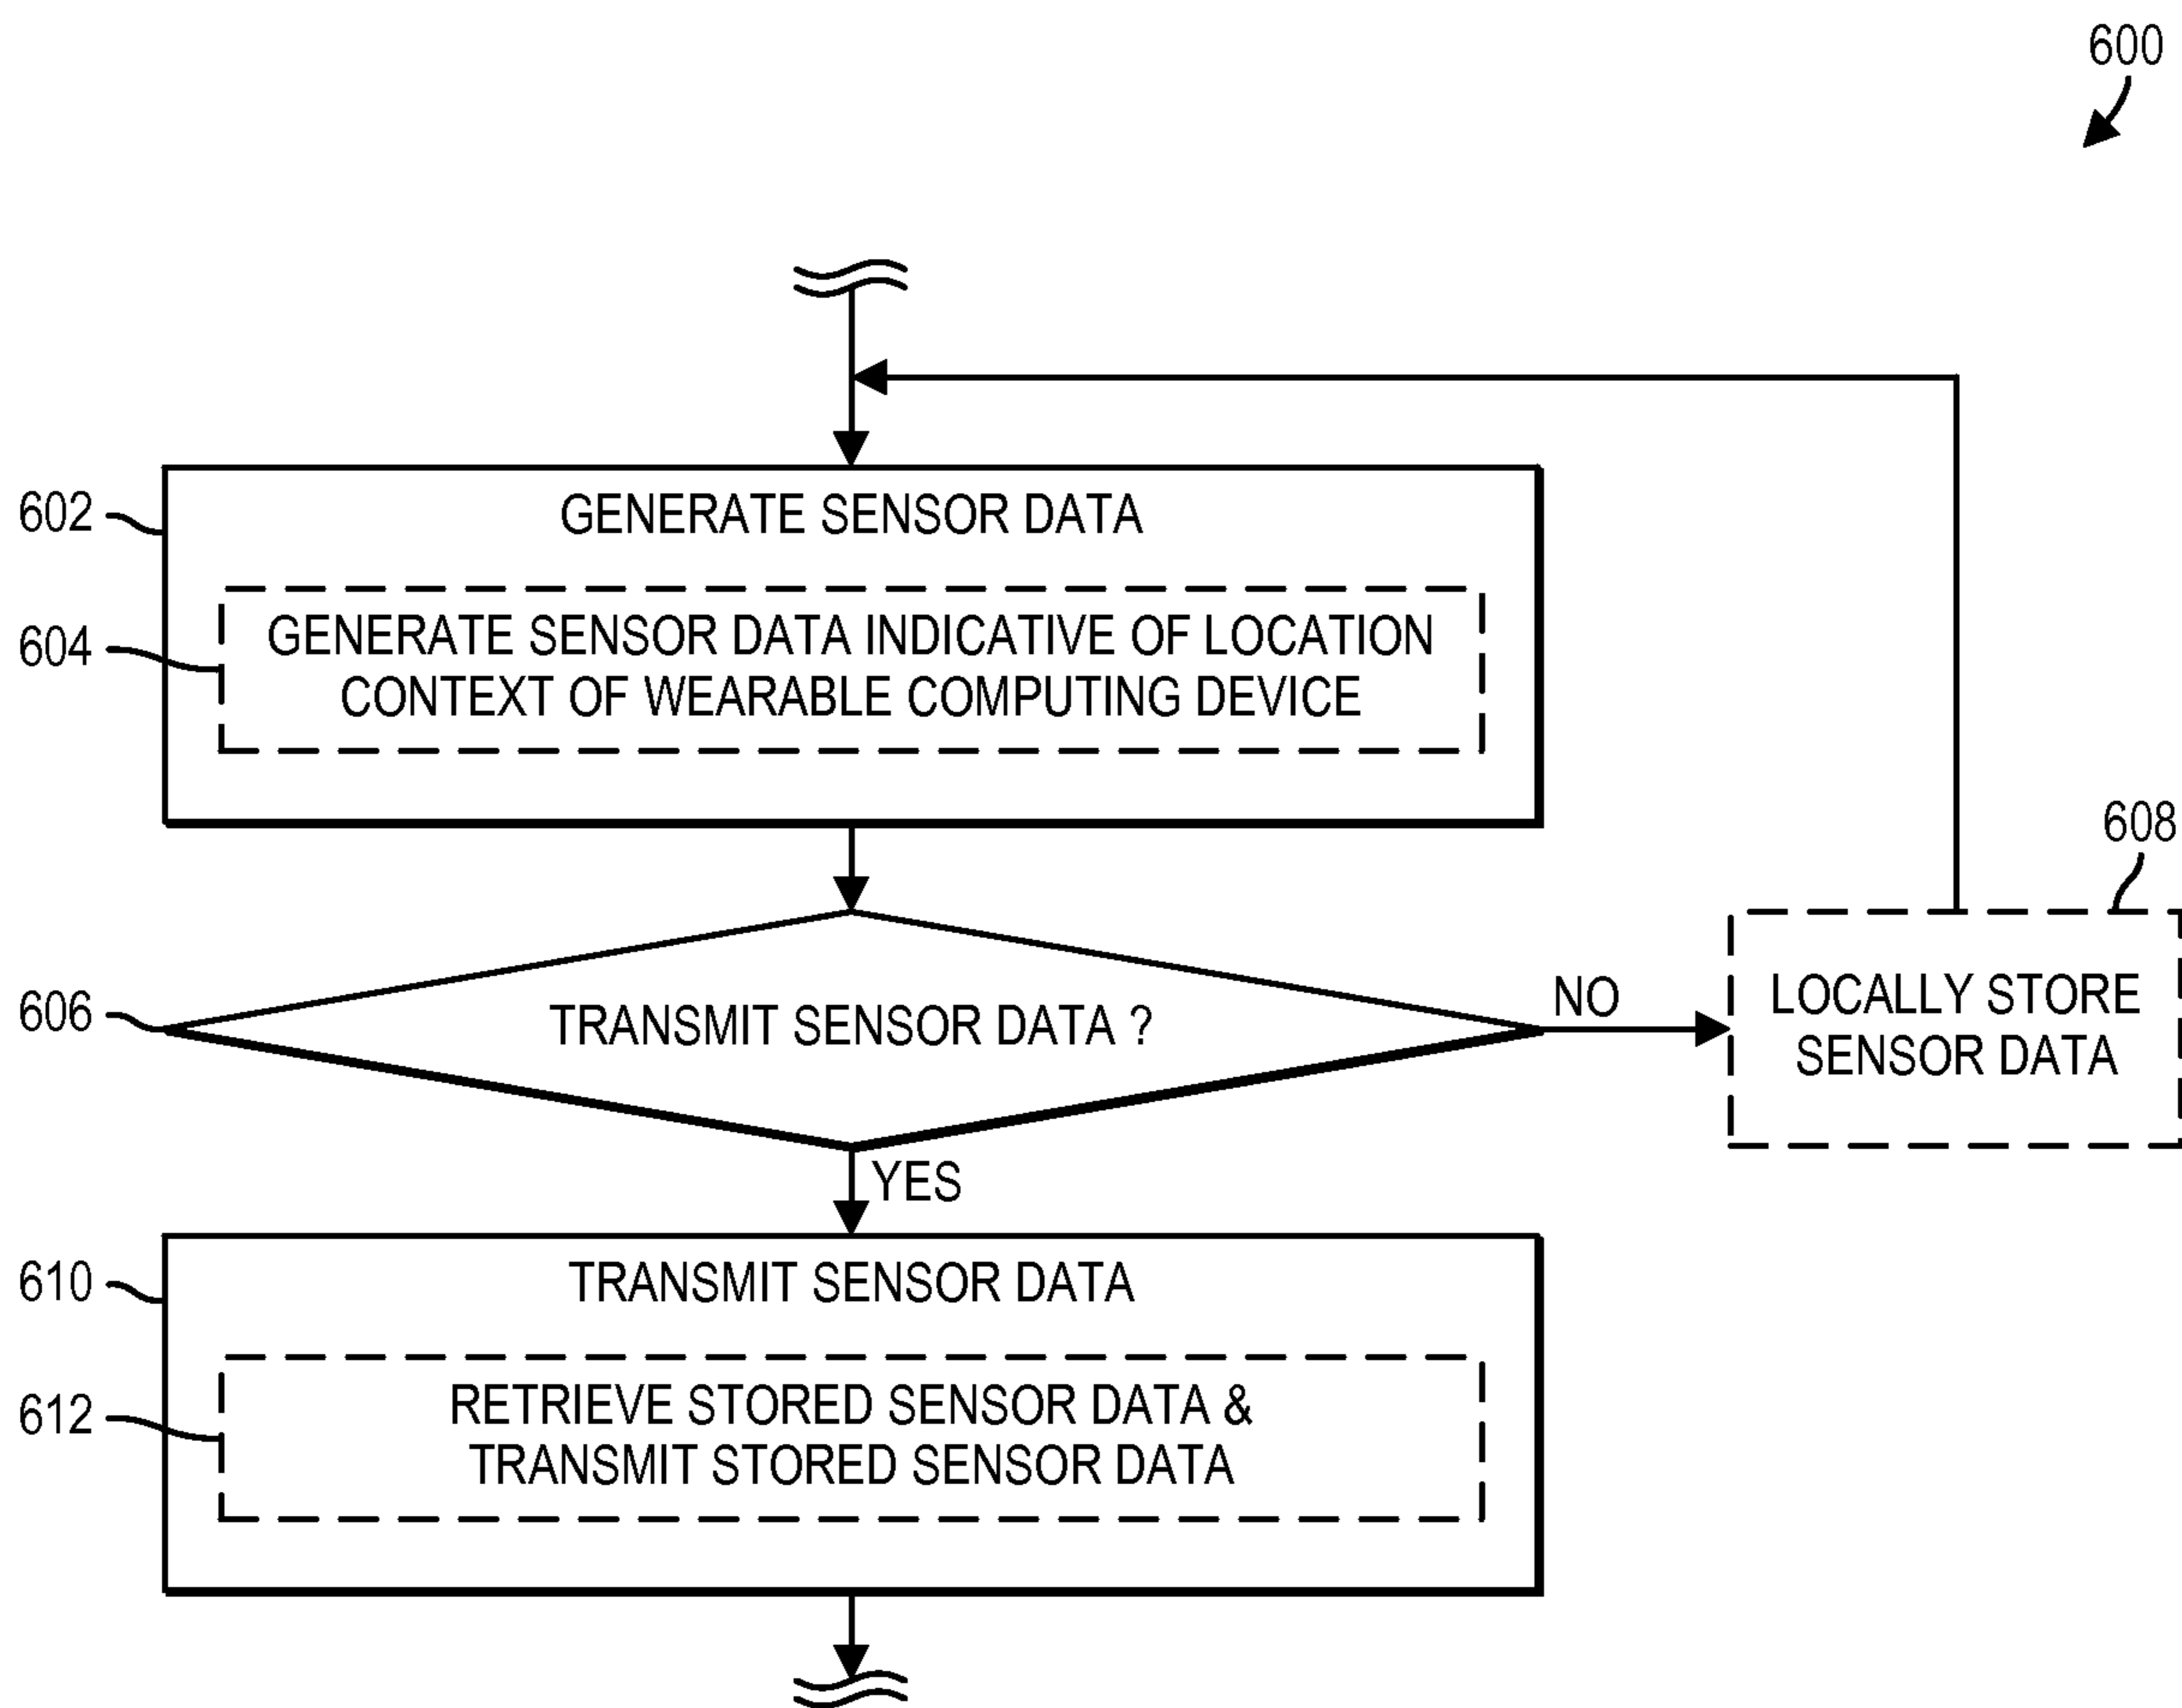 600
602
GENERATE SENSOR DATA
604
GENERATE SENSOR DATA INDICATIVE OF LOCATION
CONTEXT OF WEARABLE COMPUTING DEVICE
608
606
TRANSMIT SENSOR DATA ?
NO
LOCALLY STORE
SENSOR DATA
YES
610
TRANSMIT SENSOR DATA
612
RETRIEVE STORED SENSOR DATA &
TRANSMIT STORED SENSOR DATA